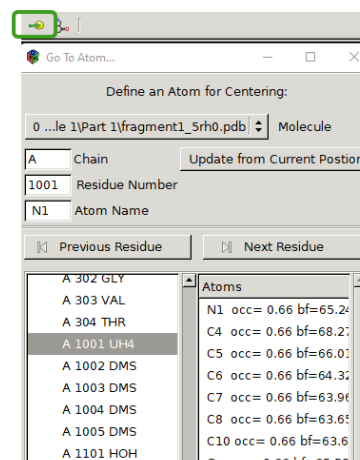 Go To Atom...
Define an Atom for Centering:
0 ...le 1\Part 1\fragment1_5rh0.pdb Molecule
A Chain Update from Current Postion
1001 Residue Number
N1 Atom Name
Previous Residue Next Residue
A 302 GLY
A 303 VAL
A 304 THR
A 1001 UH4
A 1002 DMS
A 1003 DMS
A 1004 DMS
A 1005 DMS
A 1101 HOH
Atoms
N1 occ= 0.66 bf=65.24
C4 occ= 0.66 bf=68.27
C5 occ= 0.66 bf=66.01
C6 occ= 0.66 bf=64.32
C7 occ= 0.66 bf=63.96
C8 occ= 0.66 bf=63.65
C10 occ= 0.66 bf=63.6